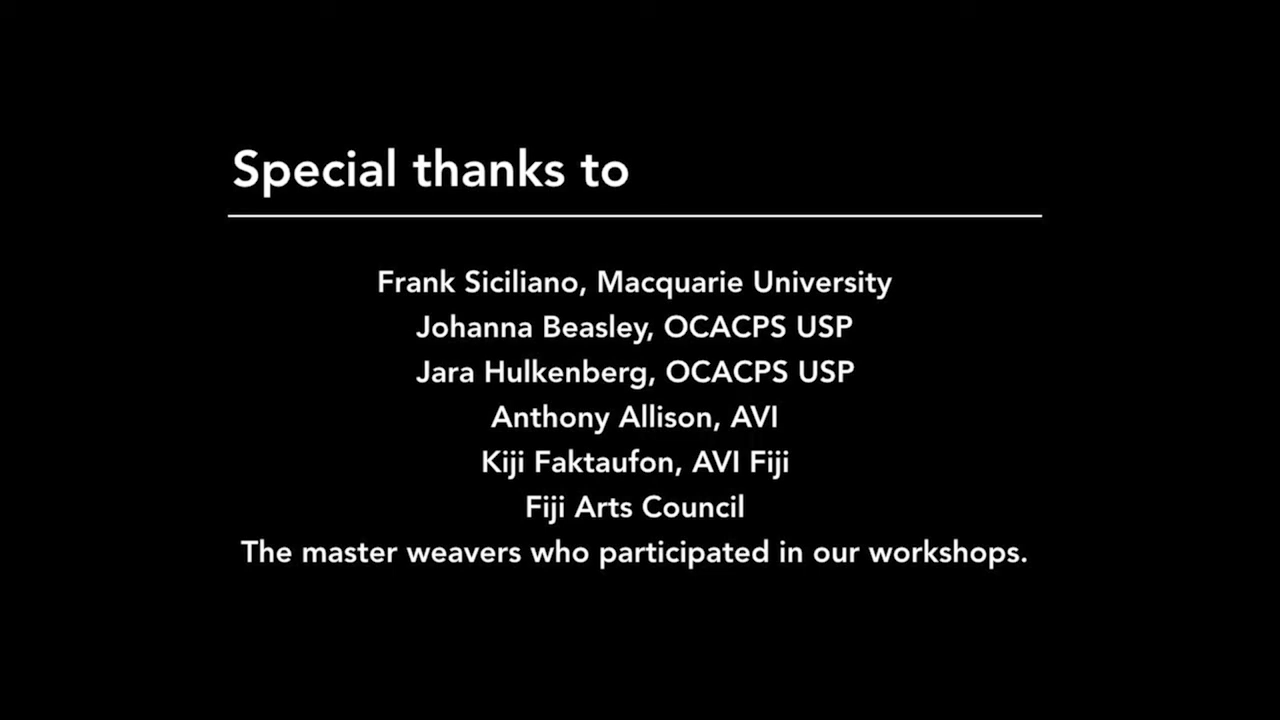 Special thanks to
Frank Siciliano, Macquarie University
Johanna Beasley, OCACPS USP
Jara Hulkenberg, OCACPS USP
Anthony Allison, AVI
Kiji Faktaufon, AVI Fiji
Fiji Arts Council
The master weavers who participated in our workshops.